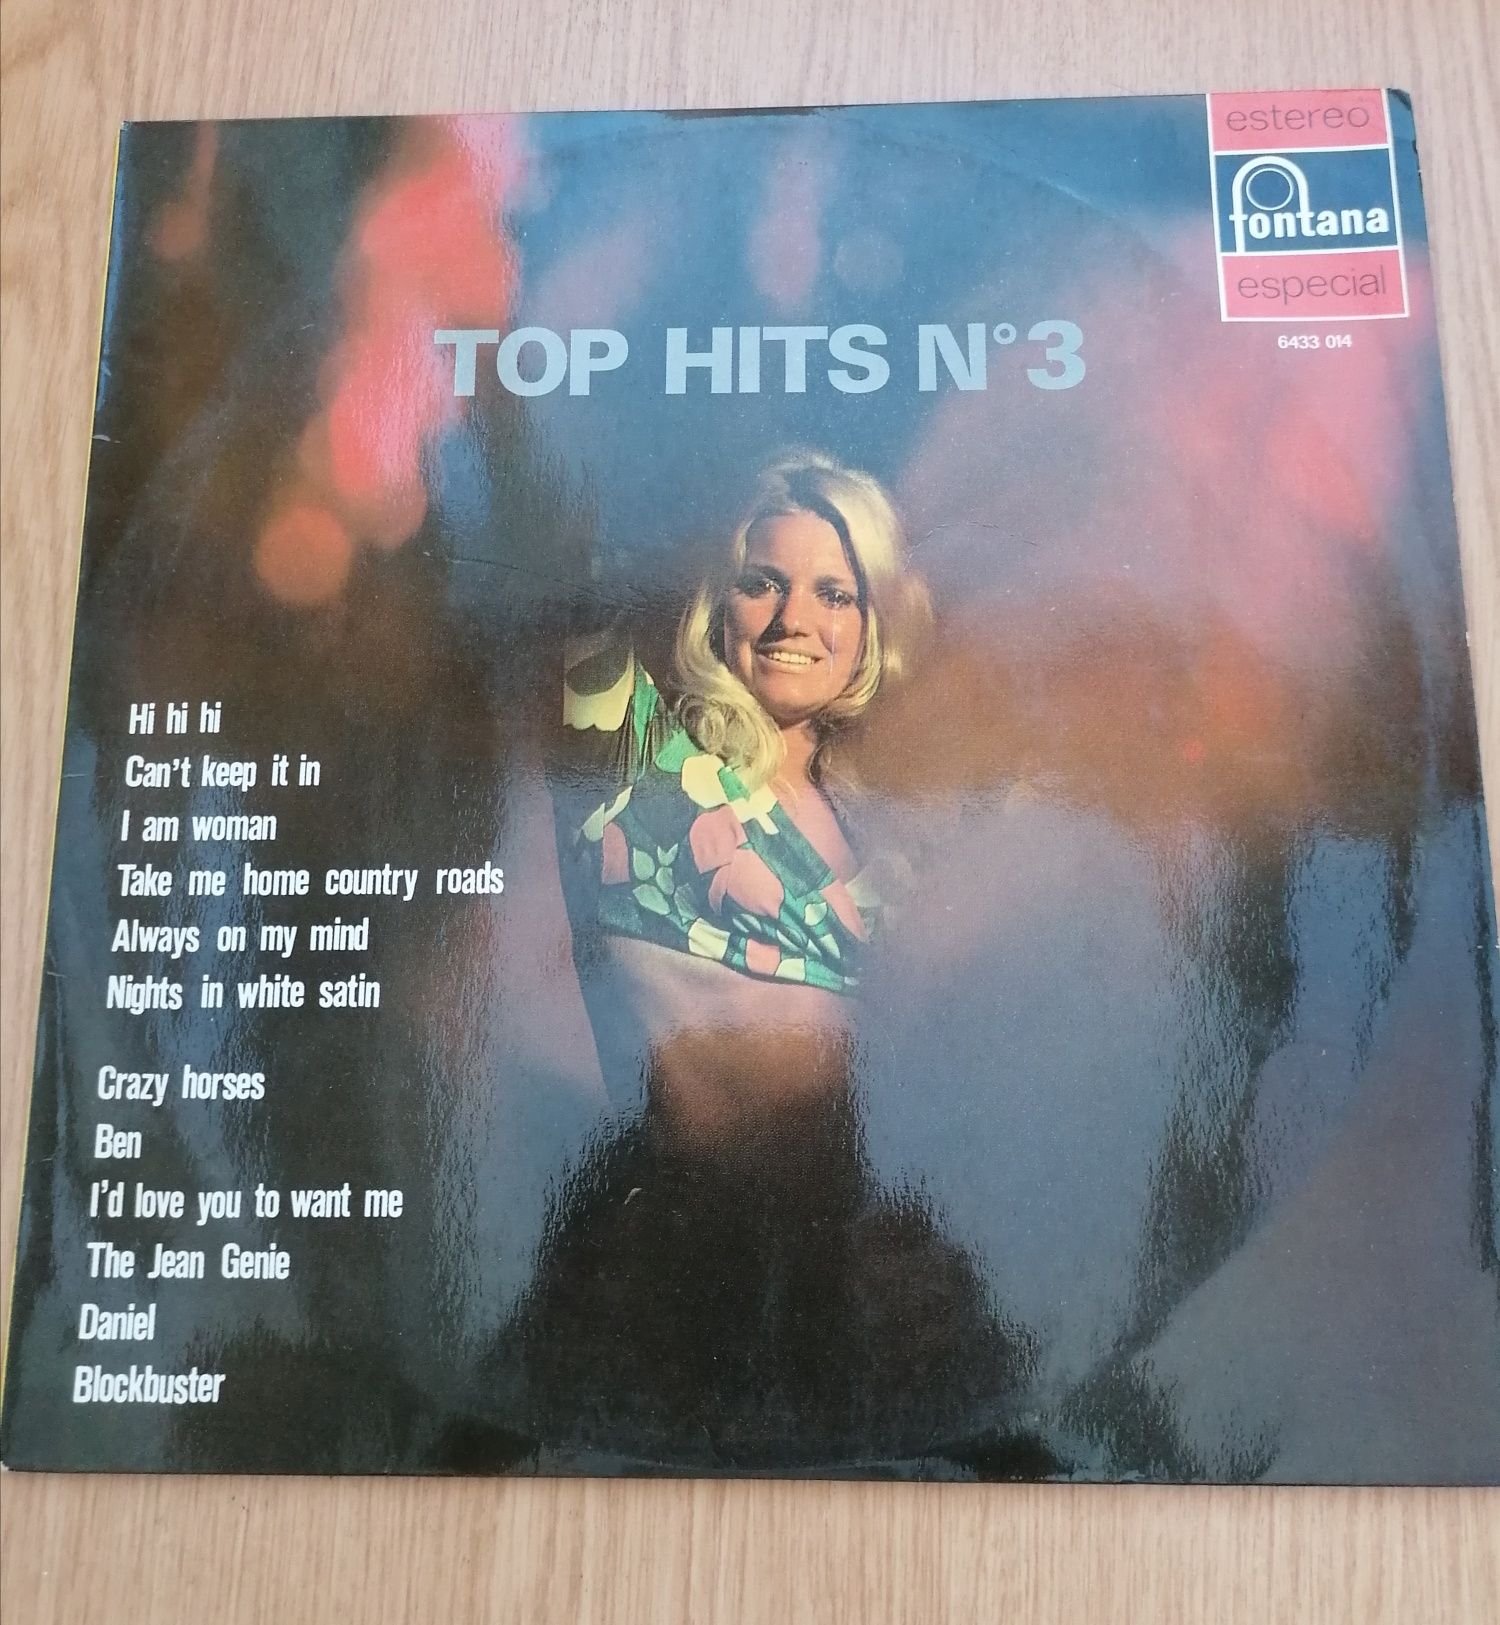 estereo
fontana
especial
6433 014
TOP HITS N°3
Hi hi hi
Can't keep it in
I am woman
Take me home country roads
Always on my mind
Nights in white satin
Crazy horses
Ben
I'd love you to want me
The Jean Genie
Daniel
Blockbuster